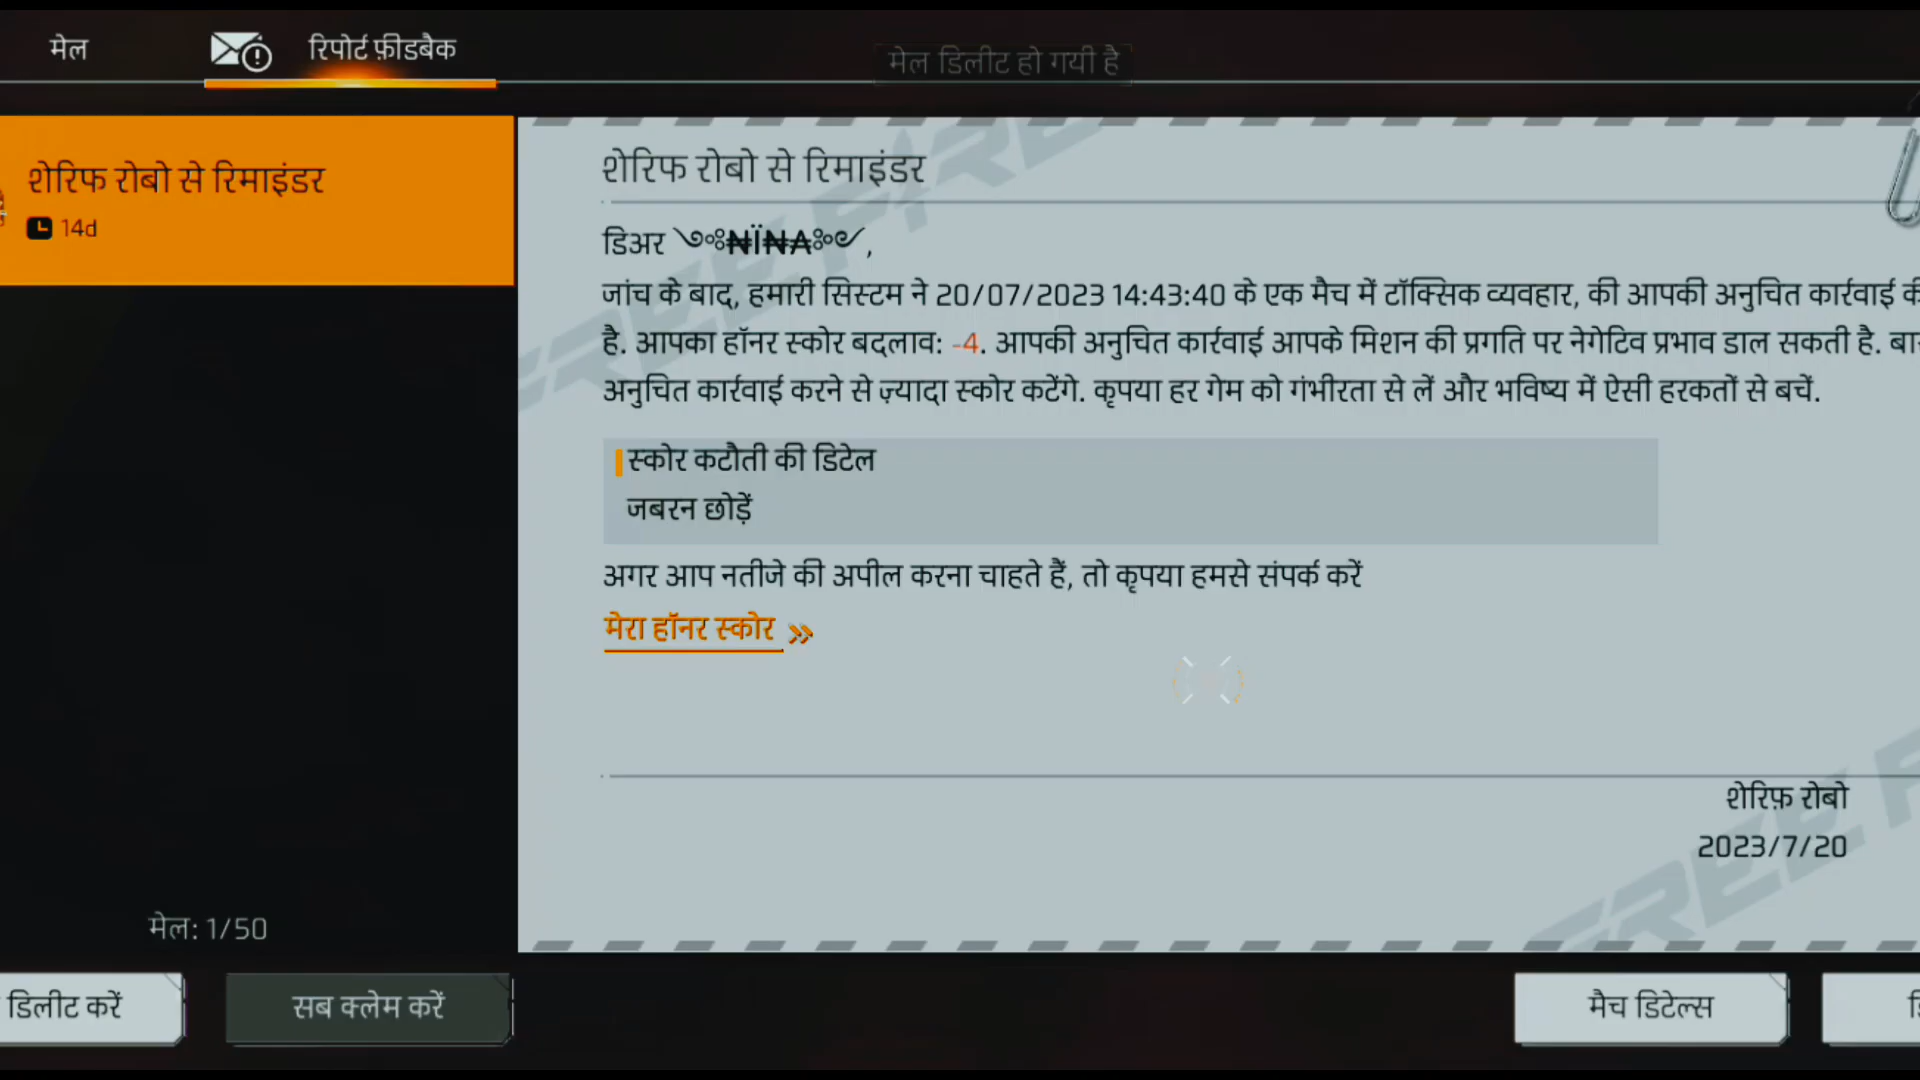 मेल
रिपोर्ट फ़ीडबैक
मेल डिलीट हो गयी है
शेरिफ रोबो से रिमाइंडर
14d
शेरिफ रोबो से रिमाइंडर
डिअर ༺NÏNA༻,
जांच के बाद, हमारी सिस्टम ने 20/07/2023 14:43:40 के एक मैच में टॉक्सिक व्यवहार, की आपकी अनुचित कार्रवाई
है. आपका हॉनर स्कोर बदलाव: -4. आपकी अनुचित कार्रवाई आपके मिशन की प्रगति पर नेगेटिव प्रभाव डाल सकती है.
अनुचित कार्रवाई करने से ज़्यादा स्कोर कटेंगे. कृपया हर गेम को गंभीरता से लें और भविष्य में ऐसी हरकतों से बचें.
स्कोर कटौती की डिटेल
जबरन छोड़ें
अगर आप नतीजे की अपील करना चाहते हैं, तो कृपया हमसे संपर्क करें
मेरा हॉनर स्कोर »
शेरिफ़ रोबो
2023/7/20
मेल: 1/50
डिलीट करें
सब क्लेम करें
मैच डिटेल्स
FREE FIRE